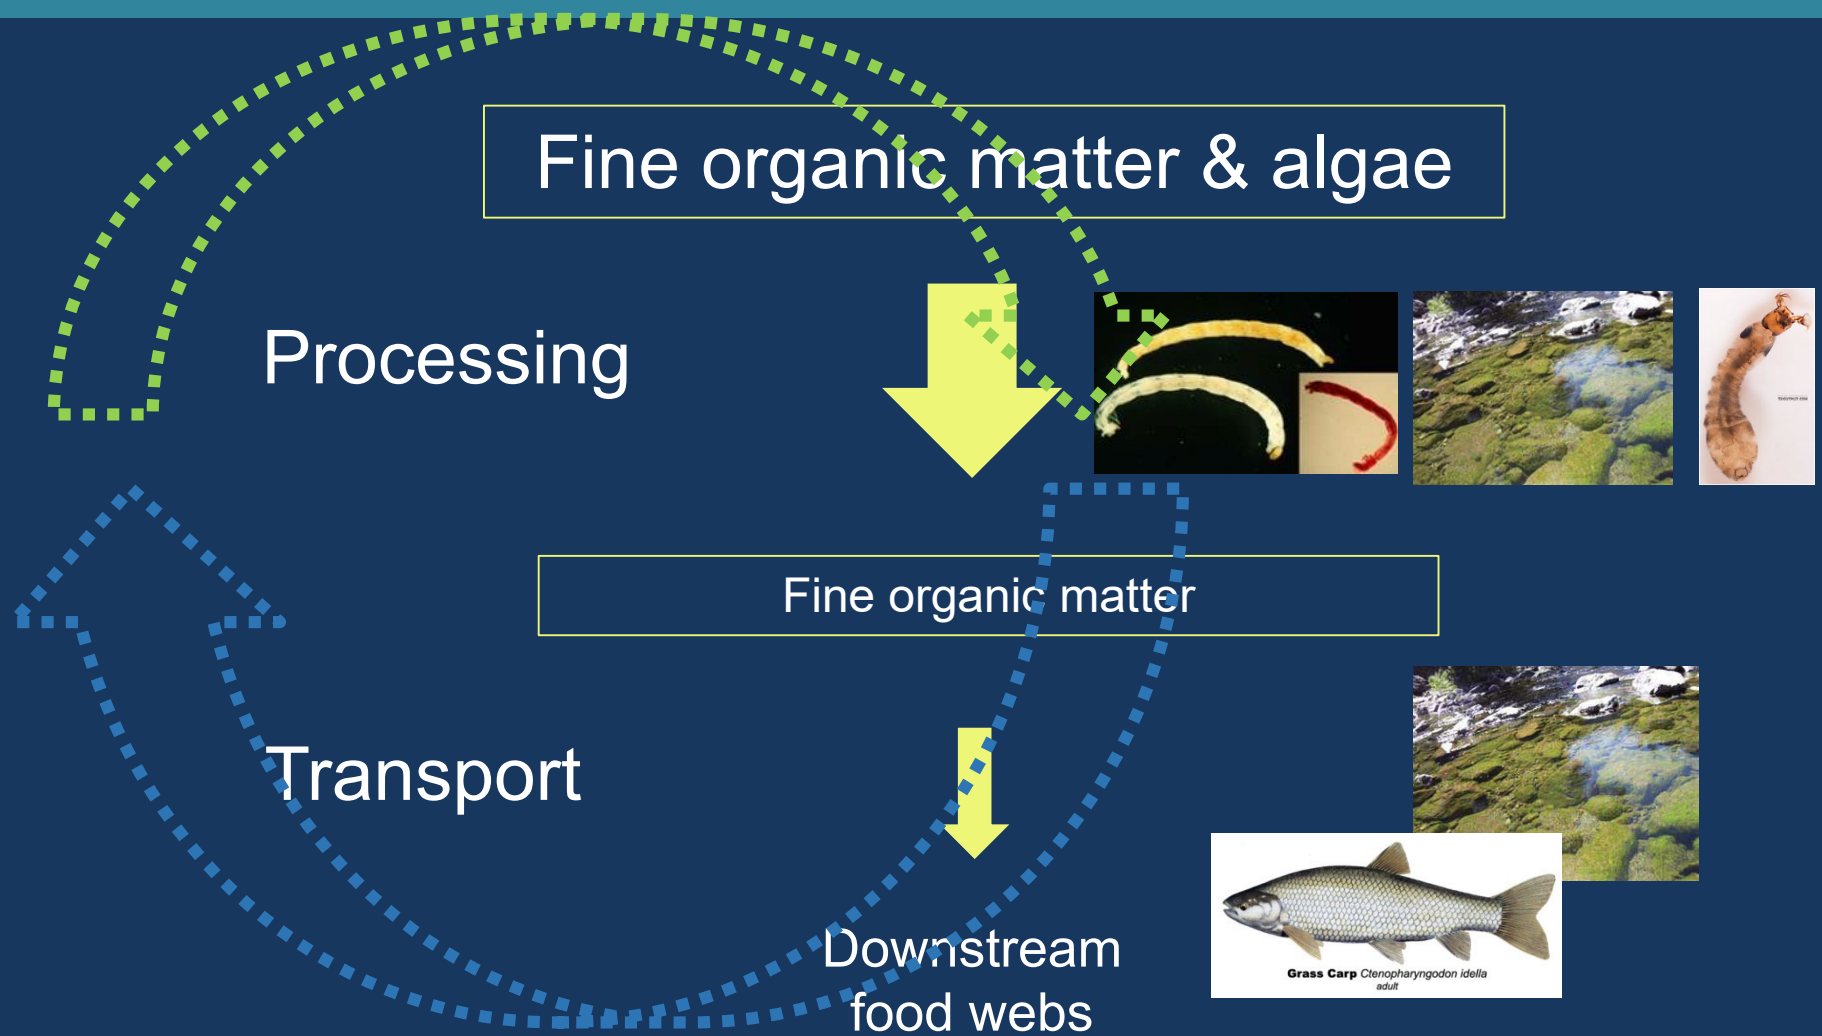 Fine organic matter & algae
Processing
Fine organic matter
Transport
Downstream
food webs
Grass Carp Ctenopharyngodon idella
adult